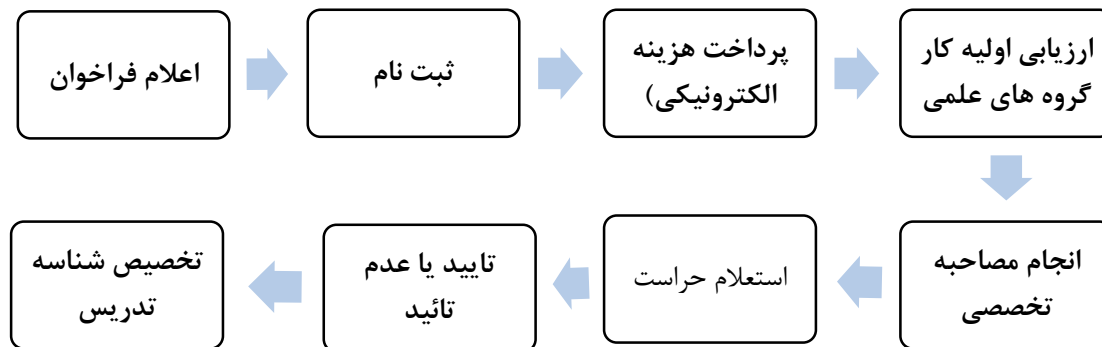 اعلام فراخوان
ثبت نام
پرداخت هزینه
الکترونیکی)
ارزیابی اولیه کار
گروه های علمی
انجام مصاحبه
تخصصی
استعلام حراست
تایید یا عدم
تائید
تخصیص شناسه
تدریس